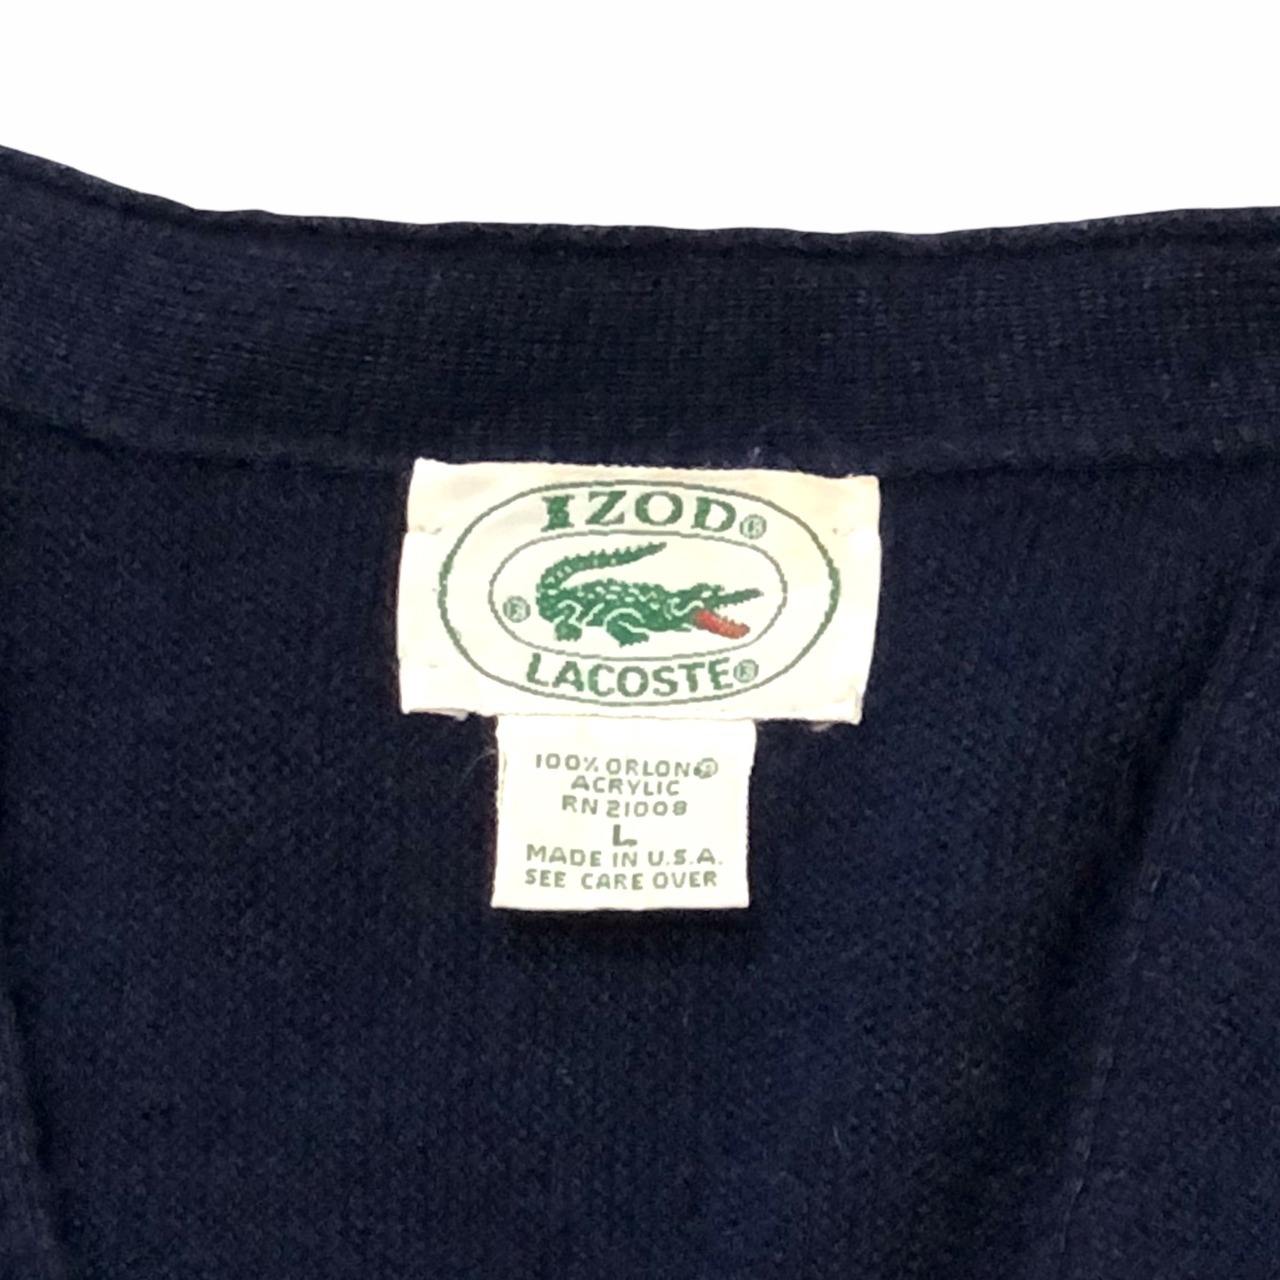 IZOD®
®
LACOSTE®
100% ORLON®
ACRYLIC
RN 21008
L
MADE IN U.S.A.
SEE CARE OVER